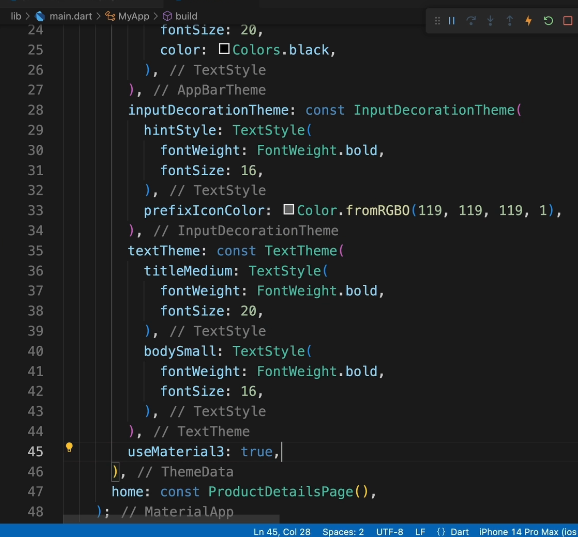 lib > main.dart > MyApp > build
24 fontSize: 20,
25 color: Colors.black,
26 ), // TextStyle
27 ), // AppBarTheme
28 inputDecorationTheme: const InputDecorationTheme(
29 hintStyle: TextStyle(
30 fontWeight: FontWeight.bold,
31 fontSize: 16,
32 ), // TextStyle
33 prefixIconColor: Color.fromRGBO(119, 119, 119, 1),
34 ), // InputDecorationTheme
35 textTheme: const TextTheme(
36 titleMedium: TextStyle(
37 fontWeight: FontWeight.bold,
38 fontSize: 20,
39 ), // TextStyle
40 bodySmall: TextStyle(
41 fontWeight: FontWeight.bold,
42 fontSize: 16,
43 ), // TextStyle
44 ), // TextTheme
45 useMaterial3: true,
46 ), // ThemeData
47 home: const ProductDetailsPage(),
48 ); // MaterialApp
Ln 45, Col 28 Spaces: 2 UTF-8 LF {} Dart iPhone 14 Pro Max (ios